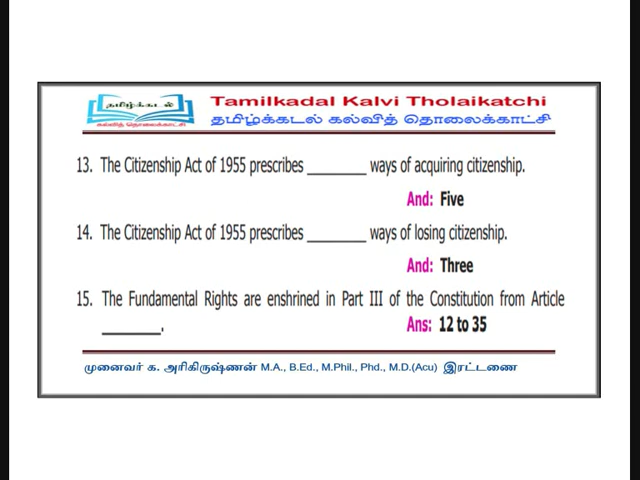 தமிழ்க்கடல்
கல்வித் தொலைக்காட்சி
Tamilkadal Kalvi Tholaikatchi
தமிழ்க்கடல் கல்வித் தொலைக்காட்சி
13. The Citizenship Act of 1955 prescribes ________ ways of acquiring citizenship.
And: Five
14. The Citizenship Act of 1955 prescribes ________ ways of losing citizenship.
And: Three
15. The Fundamental Rights are enshrined in Part III of the Constitution from Article
________.
Ans: 12 to 35
முனைவர் க. அரிகிருஷ்ணன் M.A., B.Ed., M.Phil., Phd., M.D.(Acu) இரட்டணை